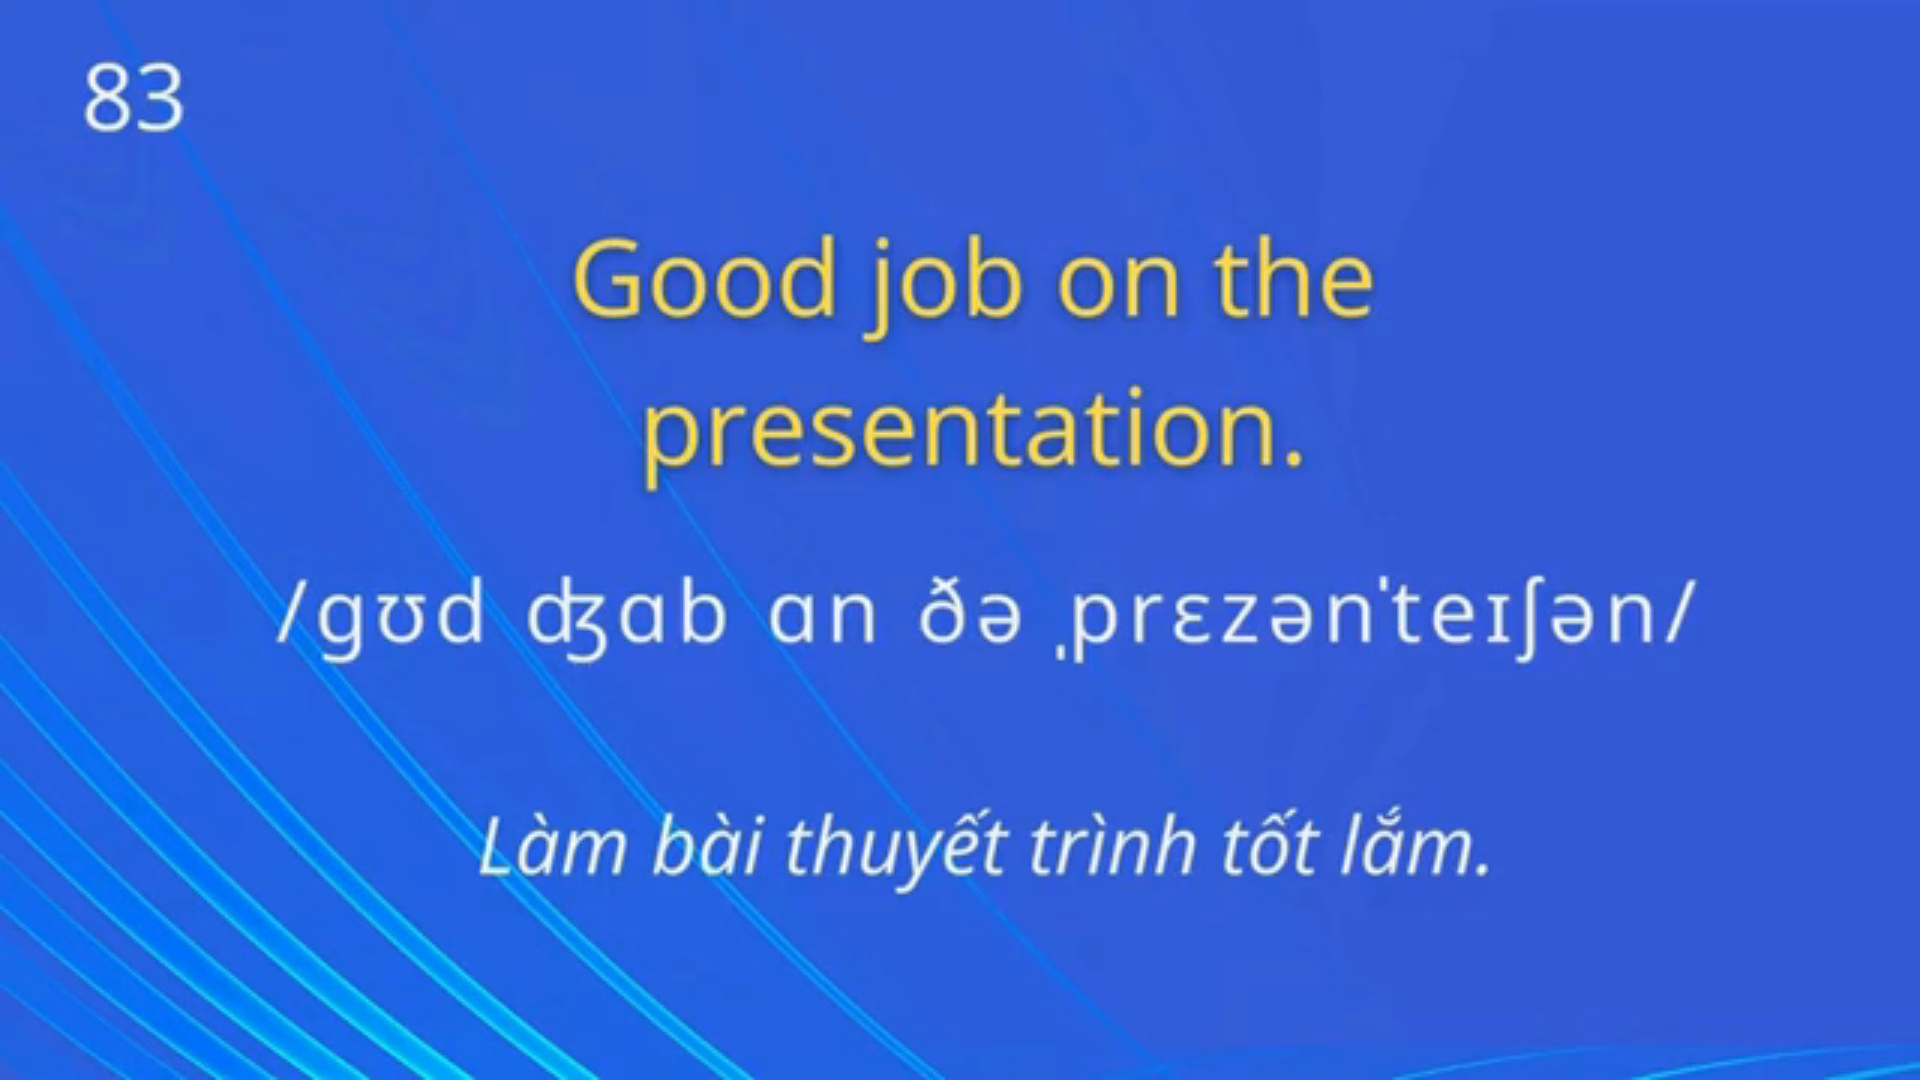 83
Good job on the
presentation.
/gʊd ʤɑb ɑn ðə ˌprɛzənˈteɪʃən/
Làm bài thuyết trình tốt lắm.